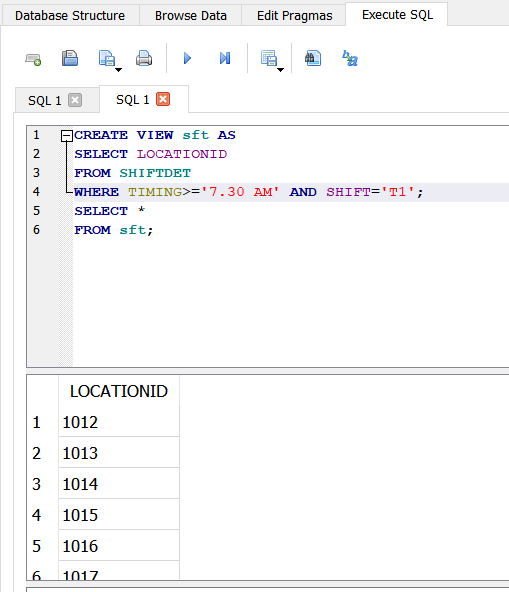 Database Structure Browse Data Edit Pragmas Execute SQL
SQL 1 SQL 1
1 CREATE VIEW sft AS
2 SELECT LOCATIONID
3 FROM SHIFTDET
4 WHERE TIMING>='7.30 AM' AND SHIFT='T1';
5 SELECT *
6 FROM sft;
LOCATIONID
1 1012
2 1013
3 1014
4 1015
5 1016
6 1017